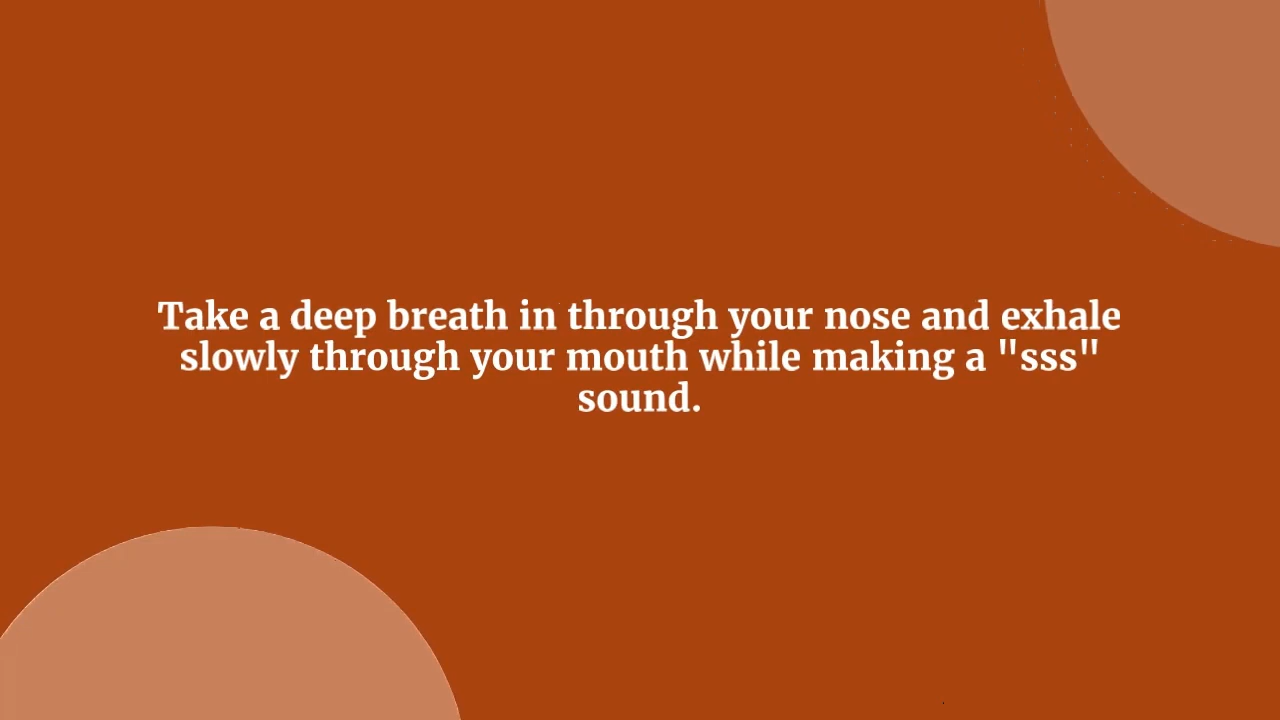 Take a deep breath in through your nose and exhale
slowly through your mouth while making a "sss"
sound.